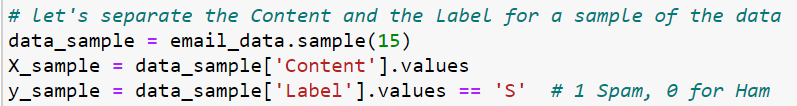 # let's separate the Content and the Label for a sample of the data
data_sample = email_data.sample(15)
X_sample = data_sample['Content'].values
y_sample = data_sample['Label'].values == 'S'  # 1 Spam, 0 for Ham